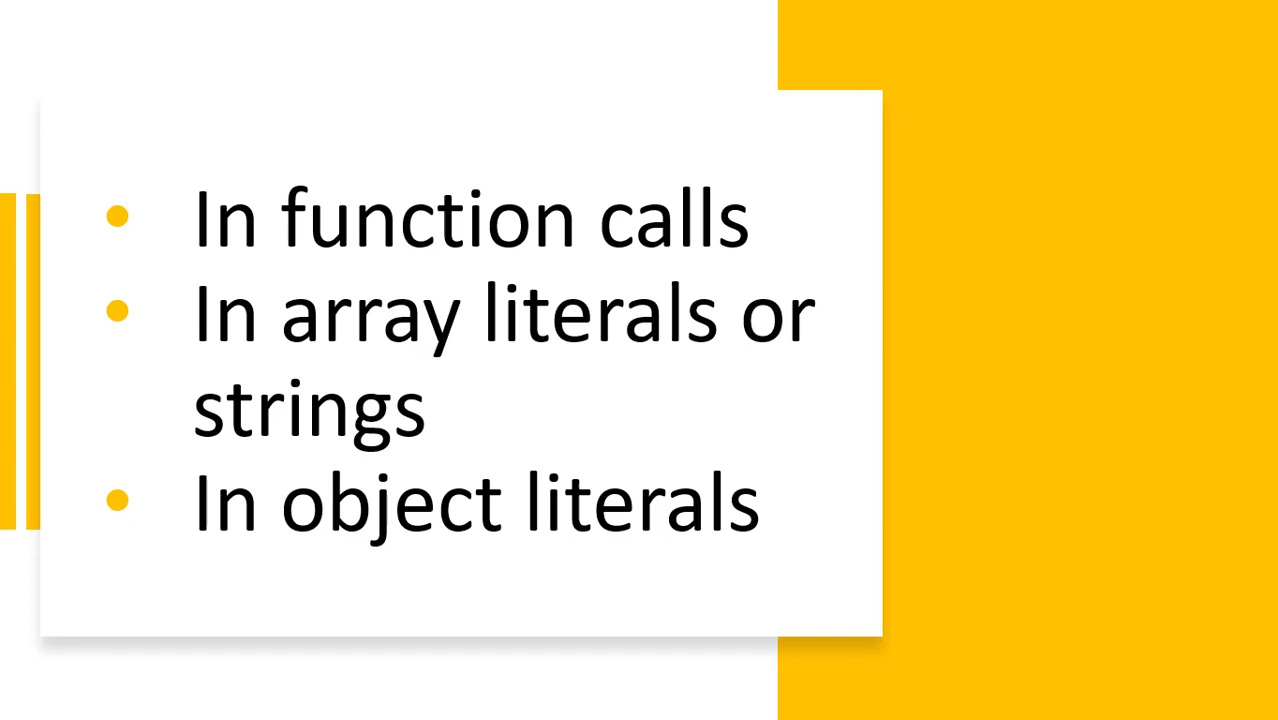 • In function calls
• In array literals or
strings
• In object literals